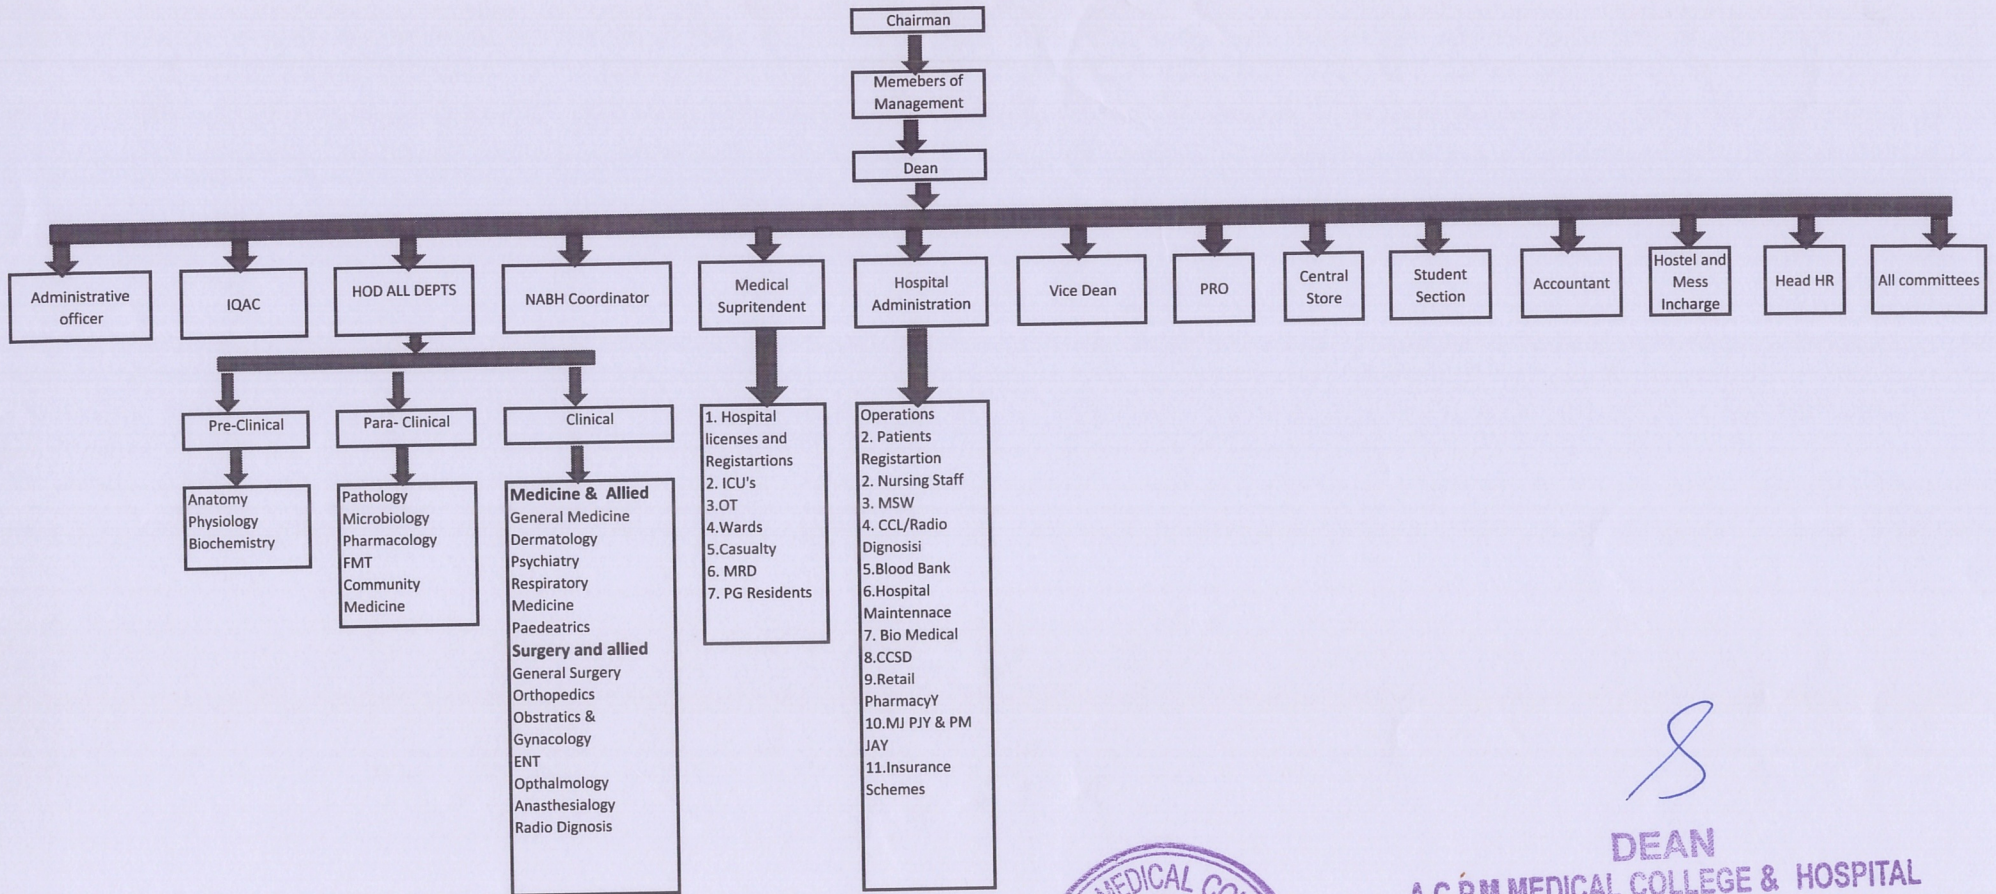 Chairman
Memebers of
Management
Dean
Administrative
officer
IQAC
HOD ALL DEPTS
NABH Coordinator
Medical
Supritendent
Hospital
Administration
Vice Dean
PRO
Central
Store
Student
Section
Accountant
Hostel and
Mess
Incharge
Head HR
All committees
Pre-Clinical
Para- Clinical
Clinical
Anatomy
Physiology
Biochemistry
Pathology
Microbiology
Pharmacology
FMT
Community
Medicine
Medicine & Allied
General Medicine
Dermatology
Psychiatry
Respiratory
Medicine
Paedeatrics
Surgery and allied
General Surgery
Orthopedics
Obstratics &
Gynacology
ENT
Opthalmology
Anasthesialogy
Radio Dignosis
1. Hospital
licenses and
Registartions
2. ICU's
3.OT
4.Wards
5.Casualty
6. MRD
7. PG Residents
Operations
2. Patients
Registartion
2. Nursing Staff
3. MSW
4. CCL/Radio
Dignosisi
5.Blood Bank
6.Hospital
Maintennace
7. Bio Medical
8.CCSD
9.Retail
PharmacyY
10.MJ PJY & PM
JAY
11.Insurance
Schemes
MEDICAL
DEAN
A.C.P.M MEDICAL COLLEGE & HOSPITAL